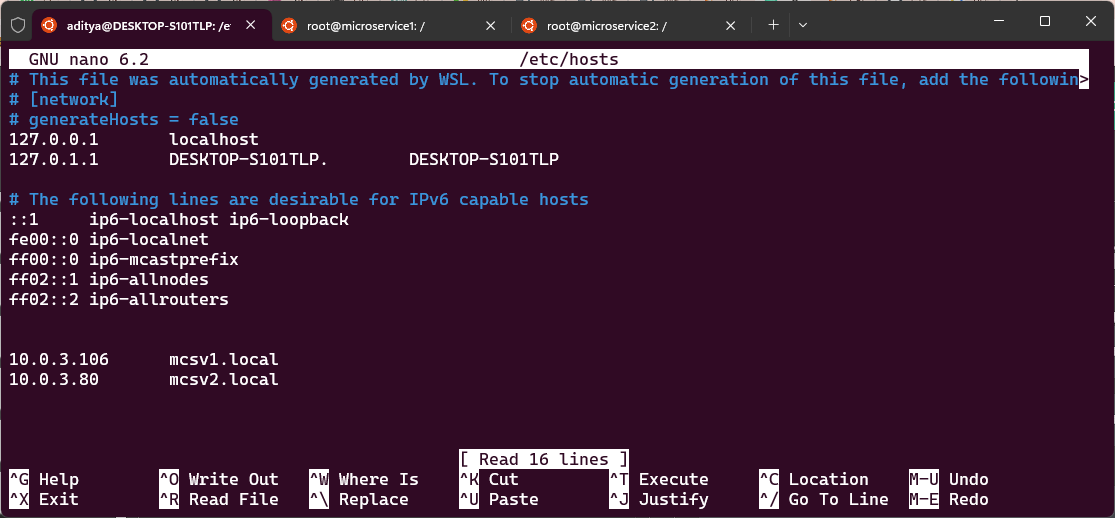 aditya@DESKTOP-S101TLP: /e
root@microservice1: /
root@microservice2: /
GNU nano 6.2 /etc/hosts
# This file was automatically generated by WSL. To stop automatic generation of this file, add the followin>
# [network]
# generateHosts = false
127.0.0.1 localhost
127.0.1.1 DESKTOP-S101TLP. DESKTOP-S101TLP
# The following lines are desirable for IPv6 capable hosts
::1 ip6-localhost ip6-loopback
fe00::0 ip6-localnet
ff00::0 ip6-mcastprefix
ff02::1 ip6-allnodes
ff02::2 ip6-allrouters
10.0.3.106 mcsv1.local
10.0.3.80 mcsv2.local
[ Read 16 lines ]
^G Help ^O Write Out ^W Where Is ^K Cut ^T Execute ^C Location M-U Undo
^X Exit ^R Read File ^\ Replace ^U Paste ^J Justify ^/ Go To Line M-E Redo